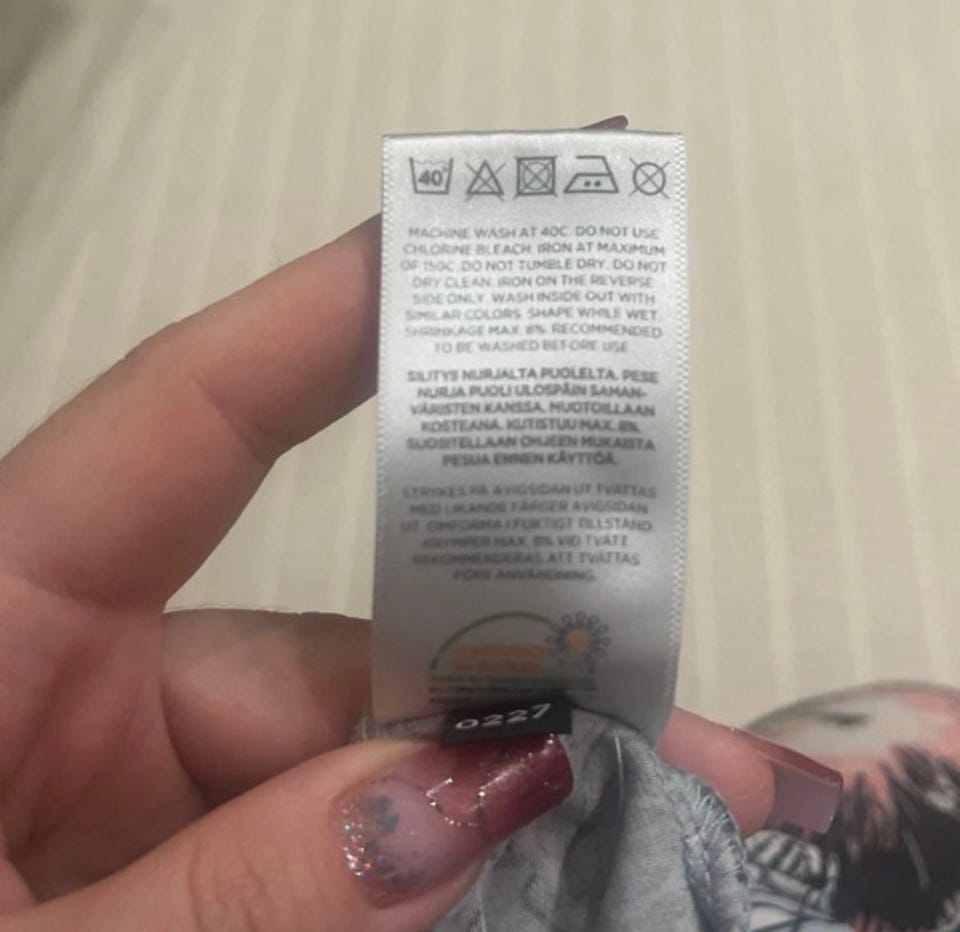 40
MACHINE WASH AT 40C. DO NOT USE
CHLORINE BLEACH. IRON AT MAXIMUM
OF 150C. DO NOT TUMBLE DRY. DO NOT
DRY CLEAN. IRON ON THE REVERSE
SIDE ONLY. WASH INSIDE OUT WITH
SIMILAR COLORS. SHAPE WHILE WET.
SHRINKAGE MAX. 8%. RECOMMENDED
TO BE WASHED BEFORE USE
SILITYS NURJALTA PUOLELTA. PESE
NURJA PUOLI ULOSPÄIN SAMAN-
VÄRISTEN KANSSA. MUOTOILLAAN
KOSTEANA. KUTISTUU MAX. 8%.
SUOSITELLAAN OHJEEN MUKAISTA
PESUA ENNEN KÄYTTÖÄ.
STRYKES PÅ AVIGSIDAN UT. TVÄTTAS
MED LIKANDE FÄRGER AVIGSIDAN
UT. OMFORMA I FUKTIGT TILLSTÅND.
KRYMPER MAX. 8% VID TVÄTT.
REKOMMENDERAS ATT TVÄTTAS
FÖRE ANVÄNDNING.
0227